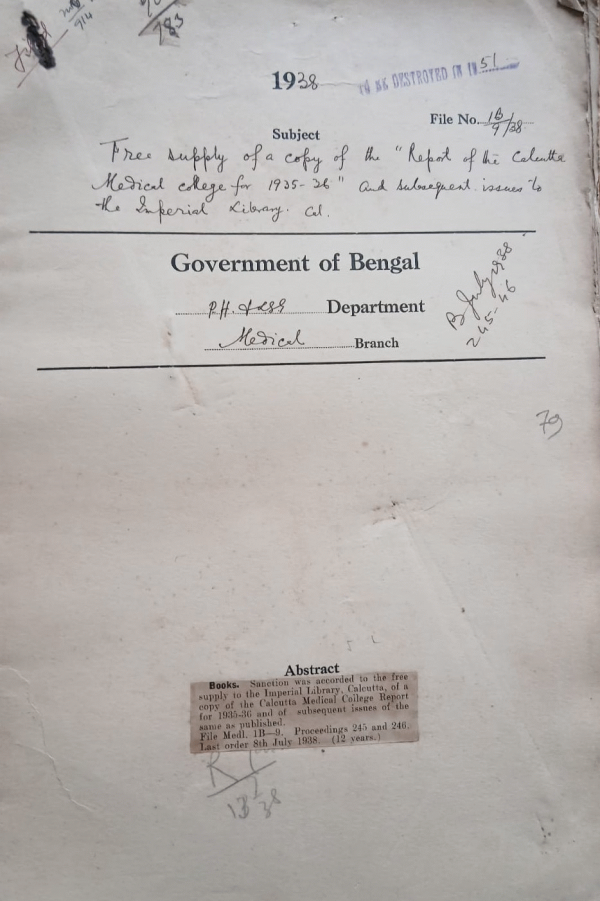 783
1938
TO BE DESTROYED IN 1951
File No. 1B/9/38
Subject
Free supply of a copy of the "Report of the Calcutta
Medical College for 1935-36" and subsequent issues to
the Imperial Library. Cal.
Government of Bengal
P.H. & LSG Department
Medical Branch
B July 1938
245-46
79
Abstract
Books. Sanction was accorded to the free
supply to the Imperial Library, Calcutta, of a
copy of the Calcutta Medical College Report
for 1935-36 and of subsequent issues of the
same as published.
File Medl. 1B—9. Proceedings 245 and 246.
Last order 8th July 1938. (12 years.)